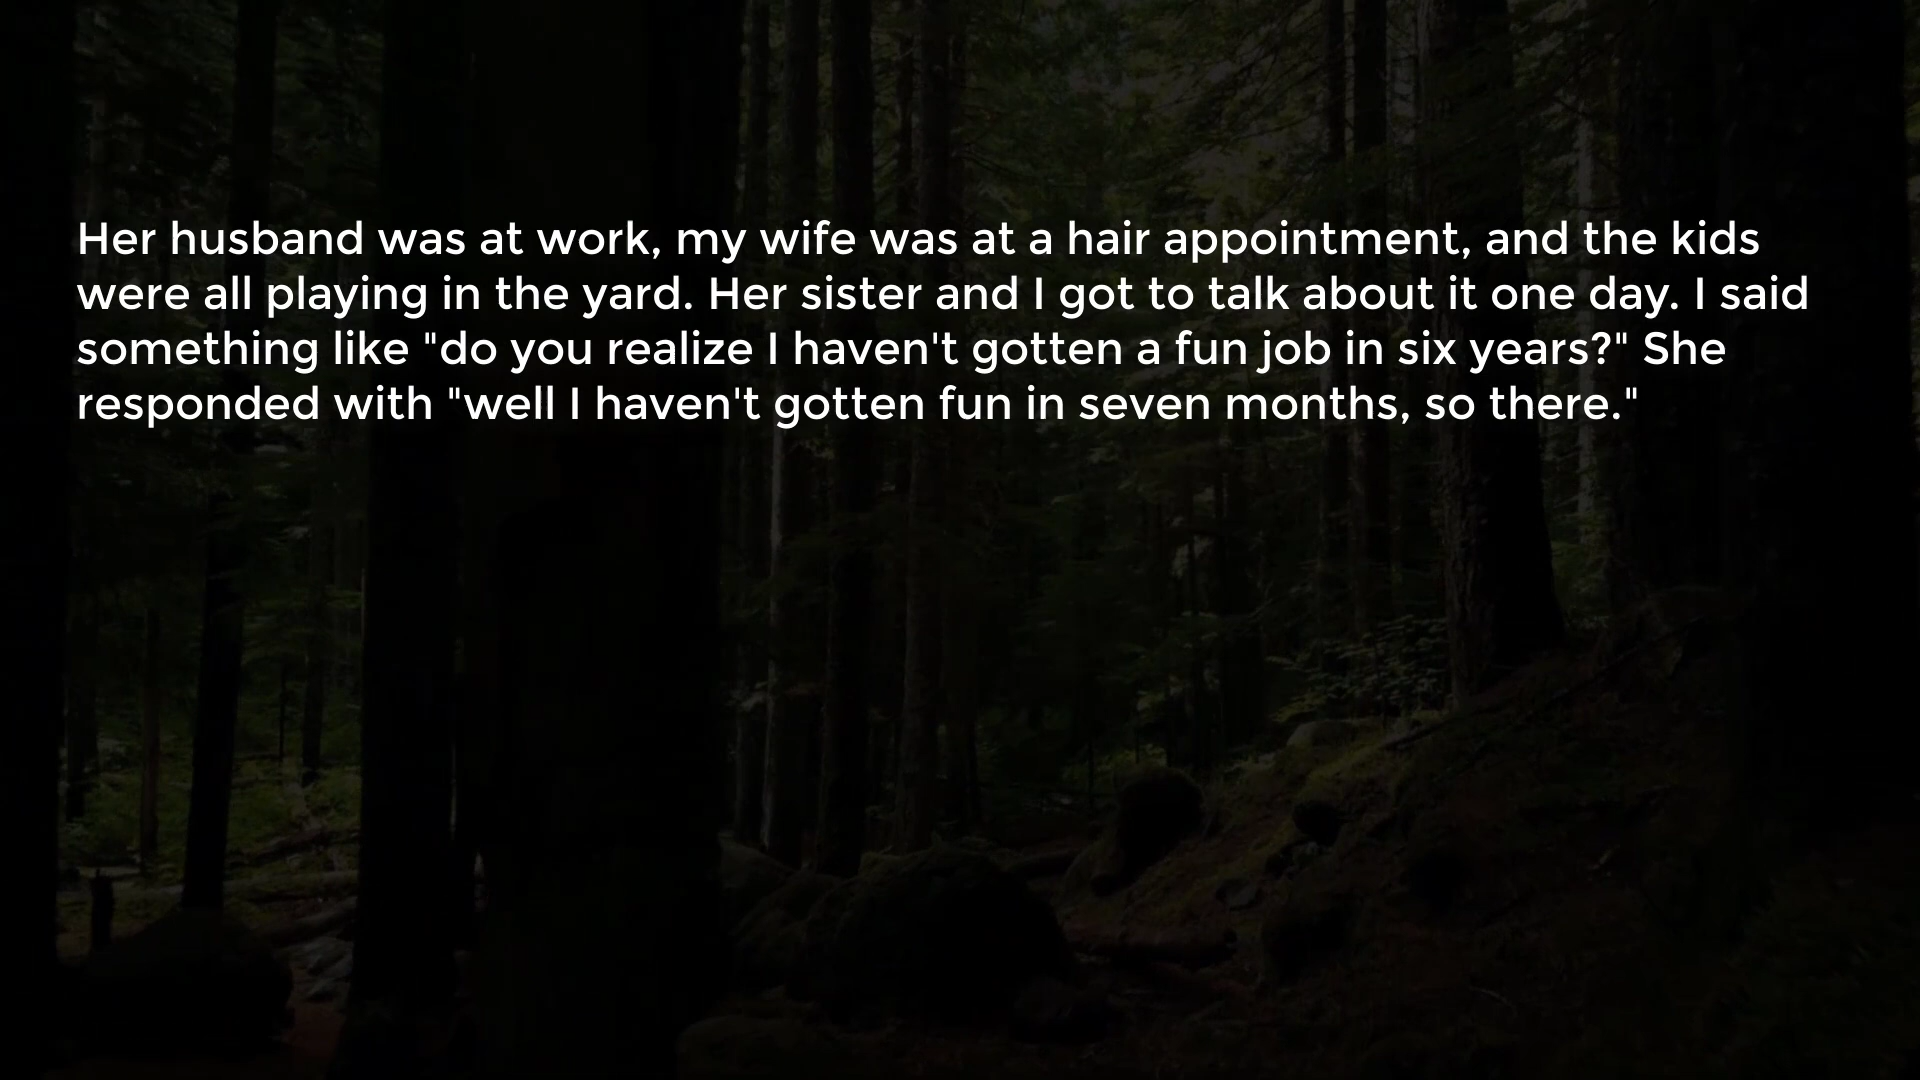 Her husband was at work, my wife was at a hair appointment, and the kids
were all playing in the yard. Her sister and I got to talk about it one day. I said
something like "do you realize I haven't gotten a fun job in six years?" She
responded with "well I haven't gotten fun in seven months, so there."